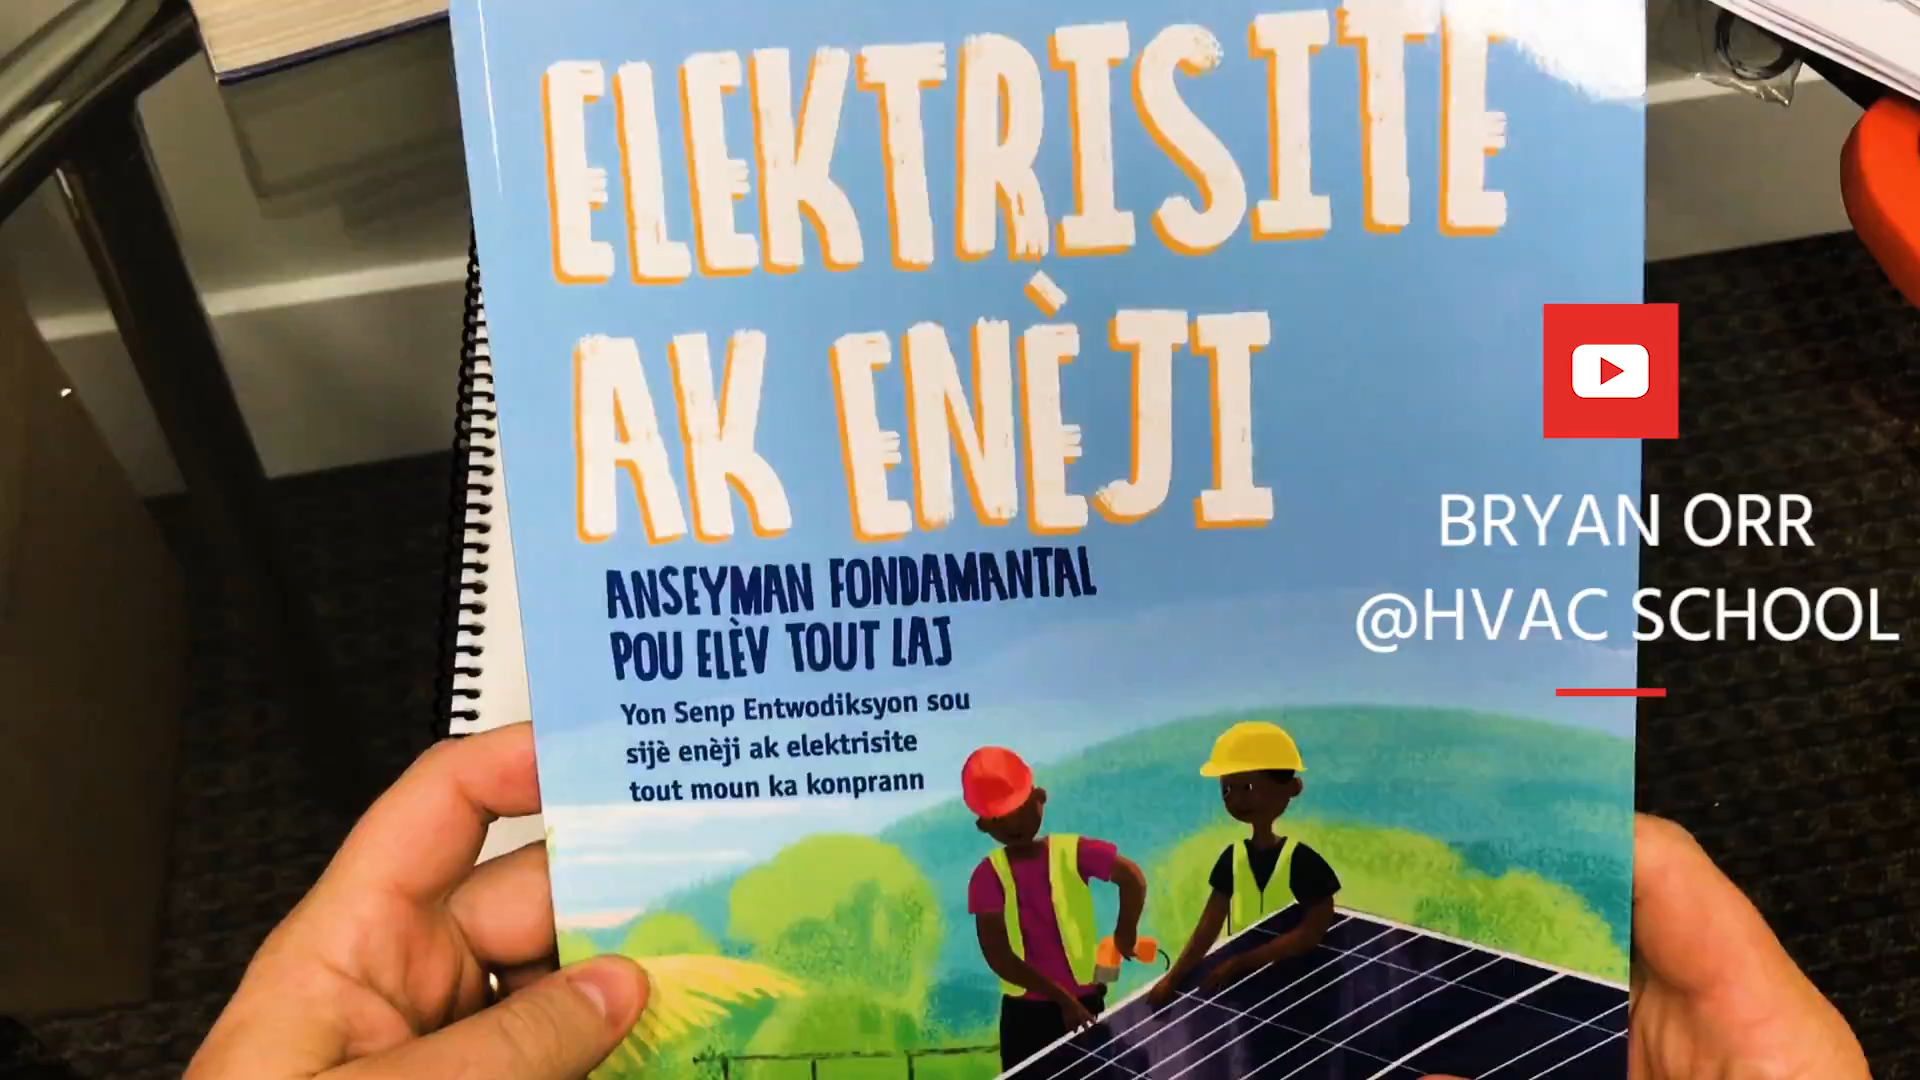 ELEKTRISITE
AK ENÈJI
ANSEYMAN FONDAMANTAL
POU ELÈV TOUT LAJ
Yon Senp Entwodiksyon sou
sijè enèji ak elektrisite
tout moun ka konprann
BRYAN ORR
@HVAC SCHOOL